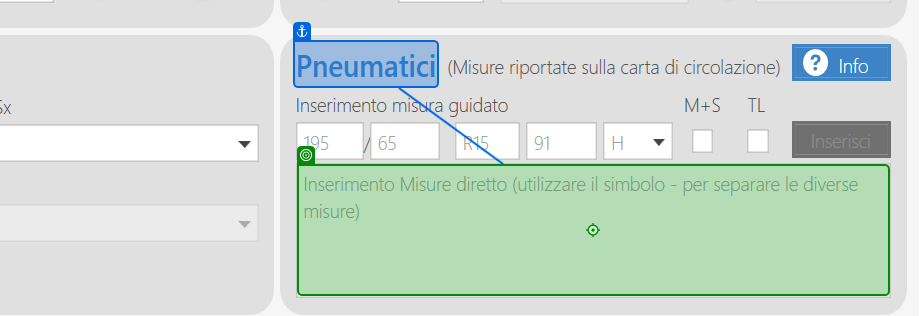 Pneumatici (Misure riportate sulla carta di circolazione) ? Info
Sx
Inserimento misura guidato M+S TL
195 / 65 R15 91 H Inserisci
Inserimento Misure diretto (utilizzare il simbolo - per separare le diverse
misure)